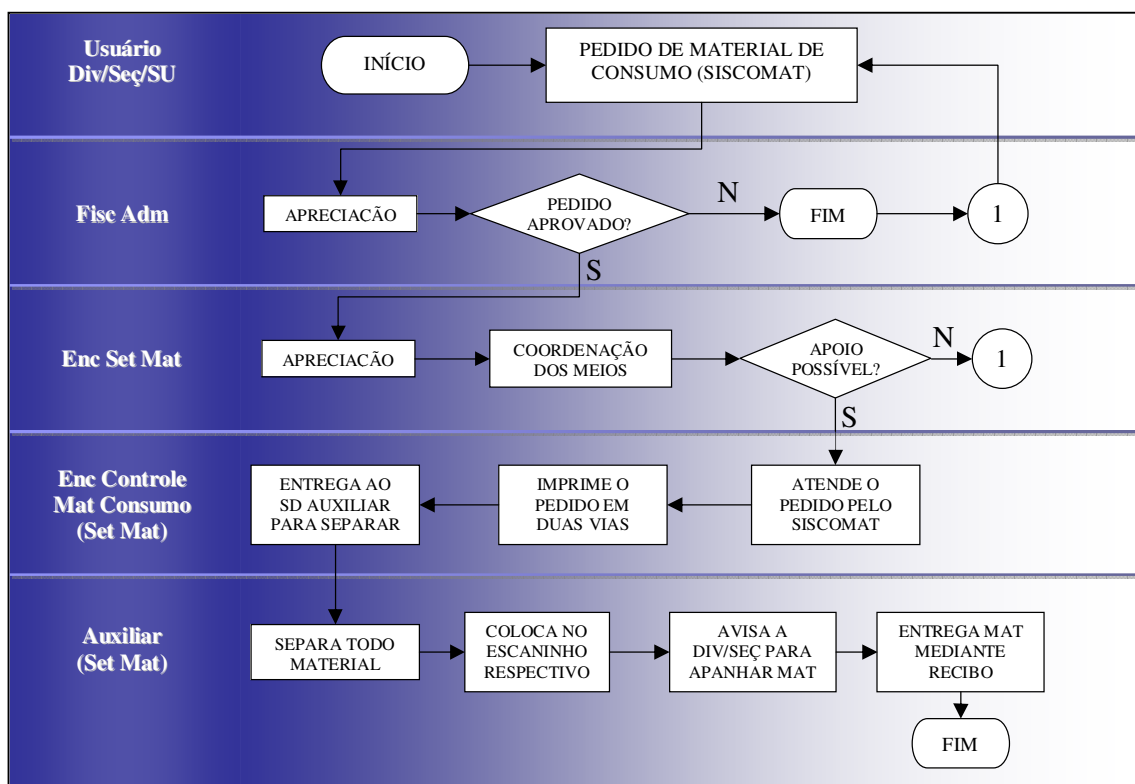 Usuário
Div/Seç/SU
INÍCIO
PEDIDO DE MATERIAL DE
CONSUMO (SISCOMAT)
Fisc Adm
APRECIACÃO
PEDIDO
APROVADO?
N
FIM
1
S
Enc Set Mat
APRECIACÃO
COORDENAÇÃO
DOS MEIOS
APOIO
POSSÍVEL?
N
1
S
Enc Controle
Mat Consumo
(Set Mat)
ENTREGA AO
SD AUXILIAR
PARA SEPARAR
IMPRIME O
PEDIDO EM
DUAS VIAS
ATENDE O
PEDIDO PELO
SISCOMAT
Auxiliar
(Set Mat)
SEPARA TODO
MATERIAL
COLOCA NO
ESCANINHO
RESPECTIVO
AVISA A
DIV/SEÇ PARA
APANHAR MAT
ENTREGA MAT
MEDIANTE
RECIBO
FIM